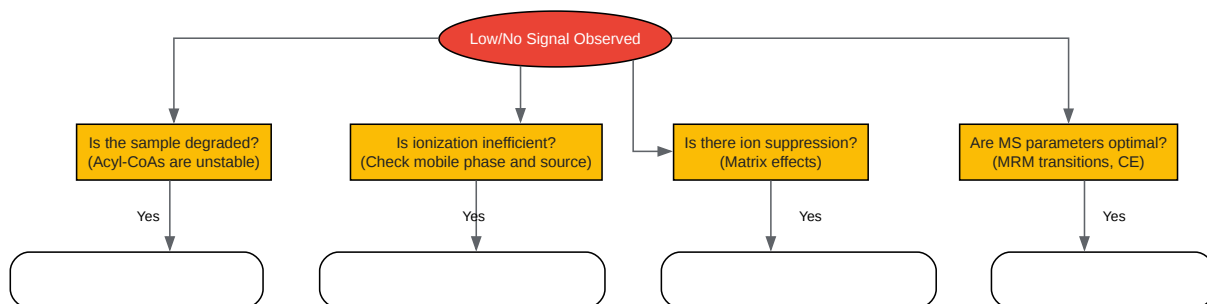 Low/No Signal Observed
Is the sample degraded?
(Acyl-CoAs are unstable)
Is ionization inefficient?
(Check mobile phase and source)
Is there ion suppression?
(Matrix effects)
Are MS parameters optimal?
(MRM transitions, CE)
Yes
Yes
Yes
Yes